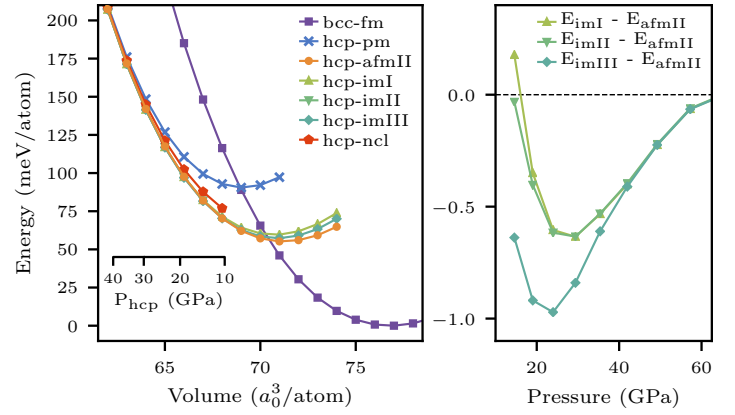 Energy (meV/atom)
200
175
150
125
100
75
50
25
0
bcc-fm
hcp-pm
hcp-afmII
hcp-imI
hcp-imII
hcp-imIII
hcp-ncl
40 30 20 10
P_hcp (GPa)
65 70 75
Volume (a_0^3/atom)
E_imI - E_afmII
E_imII - E_afmII
E_imIII - E_afmII
0.0
−0.5
−1.0
20 40 60
Pressure (GPa)